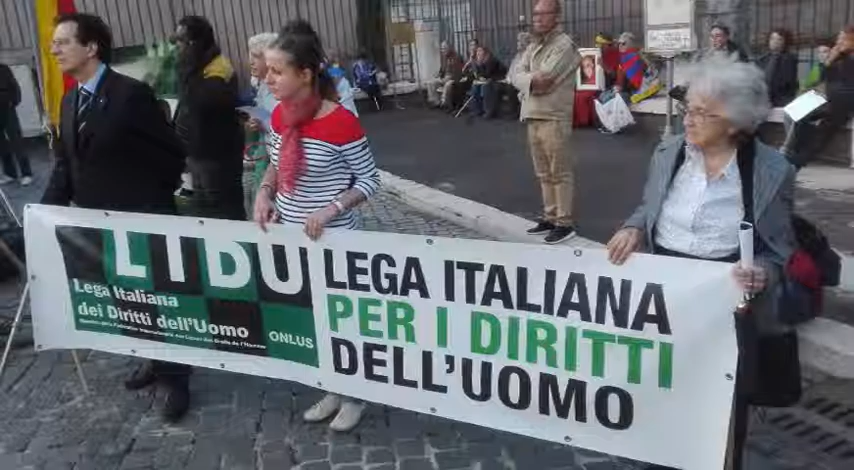 LIDU
Lega Italiana
dei Diritti dell'Uomo
ONLUS
LEGA ITALIANA
PER I DIRITTI
DELL'UOMO